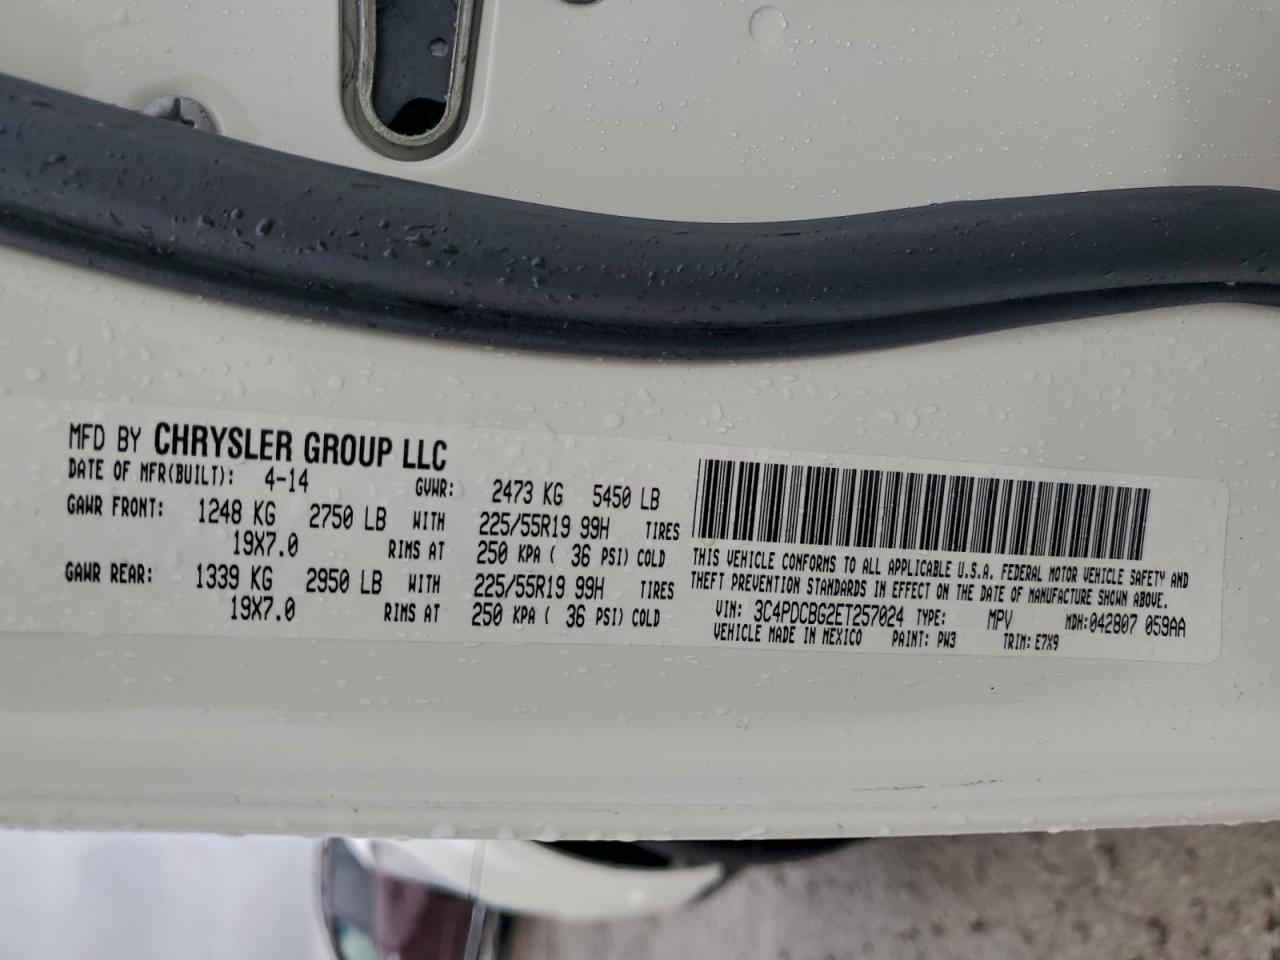 MFD BY CHRYSLER GROUP LLC
DATE OF MFR(BUILT): 4-14 GVWR: 2473 KG 5450 LB
GAWR FRONT: 1248 KG 2750 LB WITH 225/55R19 99H TIRES
19X7.0 RIMS AT 250 KPA ( 36 PSI) COLD
GAWR REAR: 1339 KG 2950 LB WITH 225/55R19 99H TIRES
19X7.0 RIMS AT 250 KPA ( 36 PSI) COLD
THIS VEHICLE CONFORMS TO ALL APPLICABLE U.S.A. FEDERAL MOTOR VEHICLE SAFETY AND
THEFT PREVENTION STANDARDS IN EFFECT ON THE DATE OF MANUFACTURE SHOWN ABOVE.
VIN: 3C4PDCBG2ET257024 TYPE: MPV MDH:042807 059AA
VEHICLE MADE IN MEXICO PAINT: PW3 TRIM: E7X9